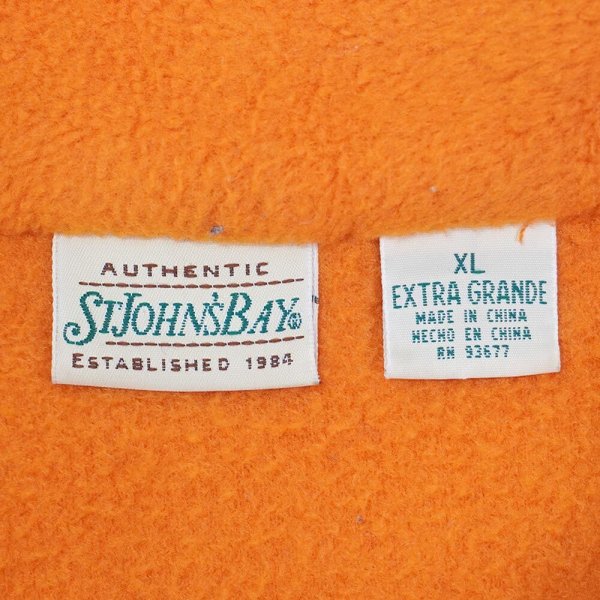 AUTHENTIC
ST JOHN'S BAY®
ESTABLISHED 1984
XL
EXTRA GRANDE
MADE IN CHINA
HECHO EN CHINA
RN 93677